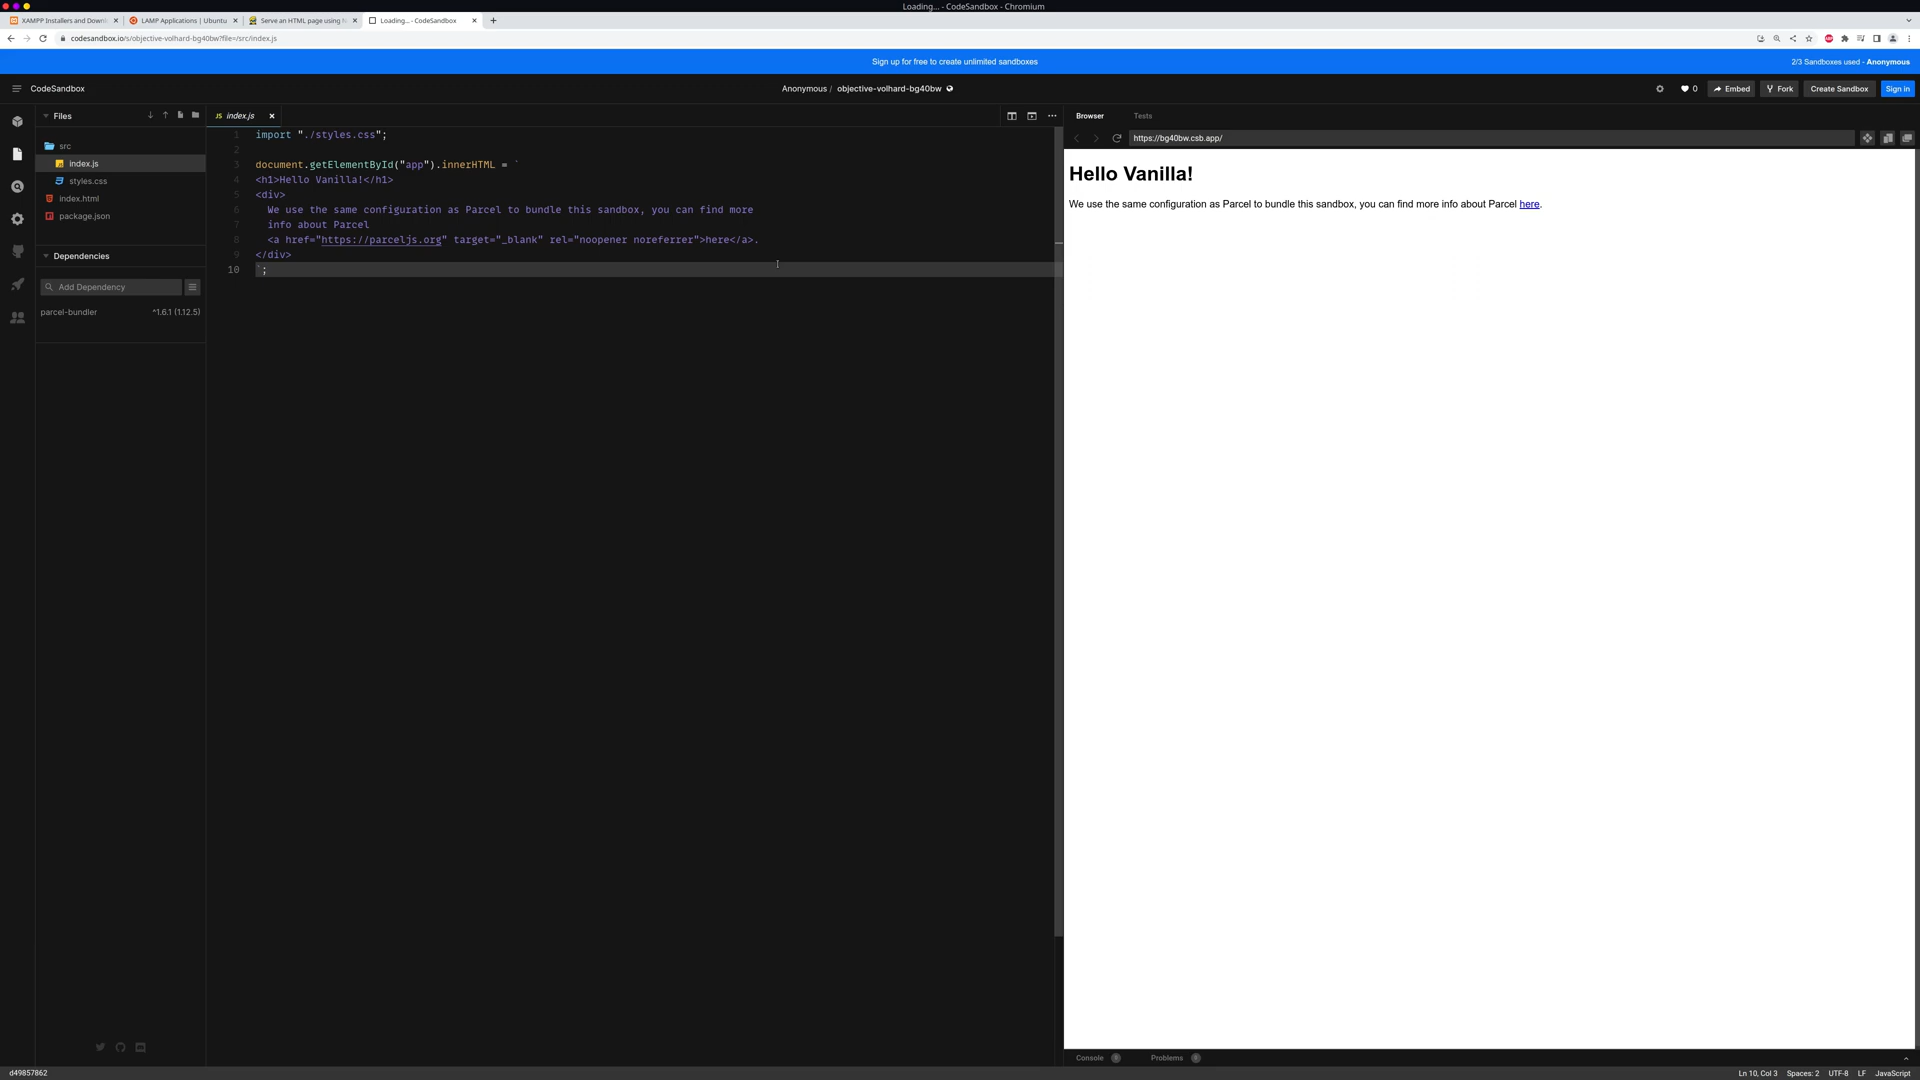 Loading... - CodeSandbox - Chromium
XAMPP Installers and Downl
LAMP Applications | Ubuntu
Serve an HTML page using N
Loading... - CodeSandbox
codesandbox.io/s/objective-volhard-bg40bw?file=/src/index.js
Sign up for free to create unlimited sandboxes
2/3 Sandboxes used - Anonymous
CodeSandbox
Anonymous / objective-volhard-bg40bw
0
Embed
Fork
Create Sandbox
Sign in
Files
src
index.js
styles.css
index.html
package.json
Dependencies
Add Dependency
parcel-bundler ^1.6.1 (1.12.5)
JS index.js
1 import "./styles.css";
2
3 document.getElementById("app").innerHTML = `
4 <h1>Hello Vanilla!</h1>
5 <div>
6 We use the same configuration as Parcel to bundle this sandbox, you can find more
7 info about Parcel
8 <a href="https://parceljs.org" target="_blank" rel="noopener noreferrer">here</a>.
9 </div>
10 `;
Browser
Tests
https://bg40bw.csb.app/
Hello Vanilla!
We use the same configuration as Parcel to bundle this sandbox, you can find more info about Parcel here.
Console 0
Problems 0
d49857862
Ln 10, Col 3
Spaces: 2
UTF-8
LF
JavaScript